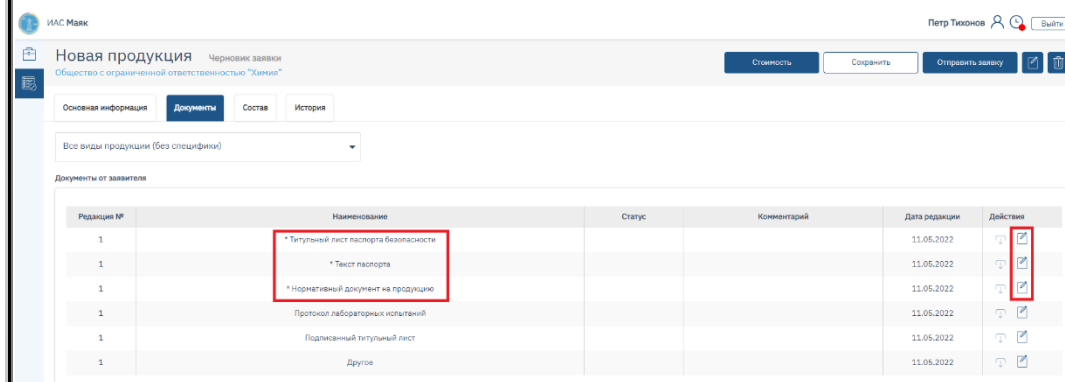 ИАС Маяк
Петр Тихонов
Выйти
Новая продукция Черновик заявки
Общество с ограниченной ответственностью "Химия"
Стоимость
Сохранить
Отправить заявку
Основная информация
Документы
Состав
История
Все виды продукции (без специфики)
Документы от заявителя
Редакция № Наименование Статус Комментарий Дата редакции Действия
1 * Титульный лист паспорта безопасности 11.05.2022
1 * Текст паспорта 11.05.2022
1 * Нормативный документ на продукцию 11.05.2022
1 Протокол лабораторных испытаний 11.05.2022
1 Подписанный титульный лист 11.05.2022
1 Другое 11.05.2022